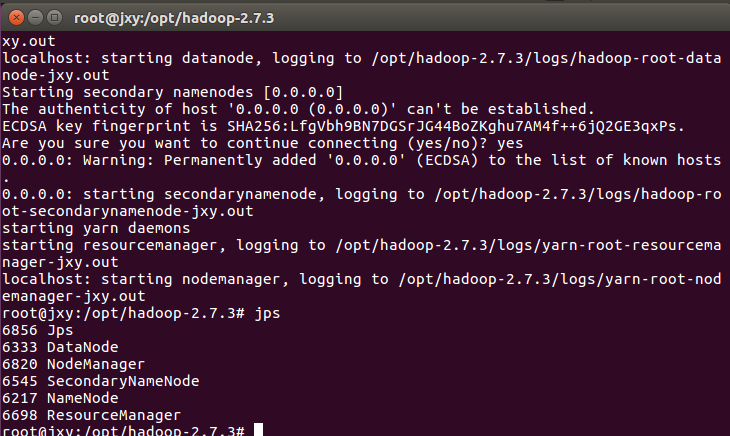 root@jxy:/opt/hadoop-2.7.3
xy.out
localhost: starting datanode, logging to /opt/hadoop-2.7.3/logs/hadoop-root-data
node-jxy.out
Starting secondary namenodes [0.0.0.0]
The authenticity of host '0.0.0.0 (0.0.0.0)' can't be established.
ECDSA key fingerprint is SHA256:LfgVbh9BN7DGSrJG44BoZKghu7AM4f++6jQ2GE3qxPs.
Are you sure you want to continue connecting (yes/no)? yes
0.0.0.0: Warning: Permanently added '0.0.0.0' (ECDSA) to the list of known hosts
.
0.0.0.0: starting secondarynamenode, logging to /opt/hadoop-2.7.3/logs/hadoop-ro
ot-secondarynamenode-jxy.out
starting yarn daemons
starting resourcemanager, logging to /opt/hadoop-2.7.3/logs/yarn-root-resourcema
nager-jxy.out
localhost: starting nodemanager, logging to /opt/hadoop-2.7.3/logs/yarn-root-nod
emanager-jxy.out
root@jxy:/opt/hadoop-2.7.3# jps
6856 Jps
6333 DataNode
6820 NodeManager
6545 SecondaryNameNode
6217 NameNode
6698 ResourceManager
root@jxy:/opt/hadoop-2.7.3#